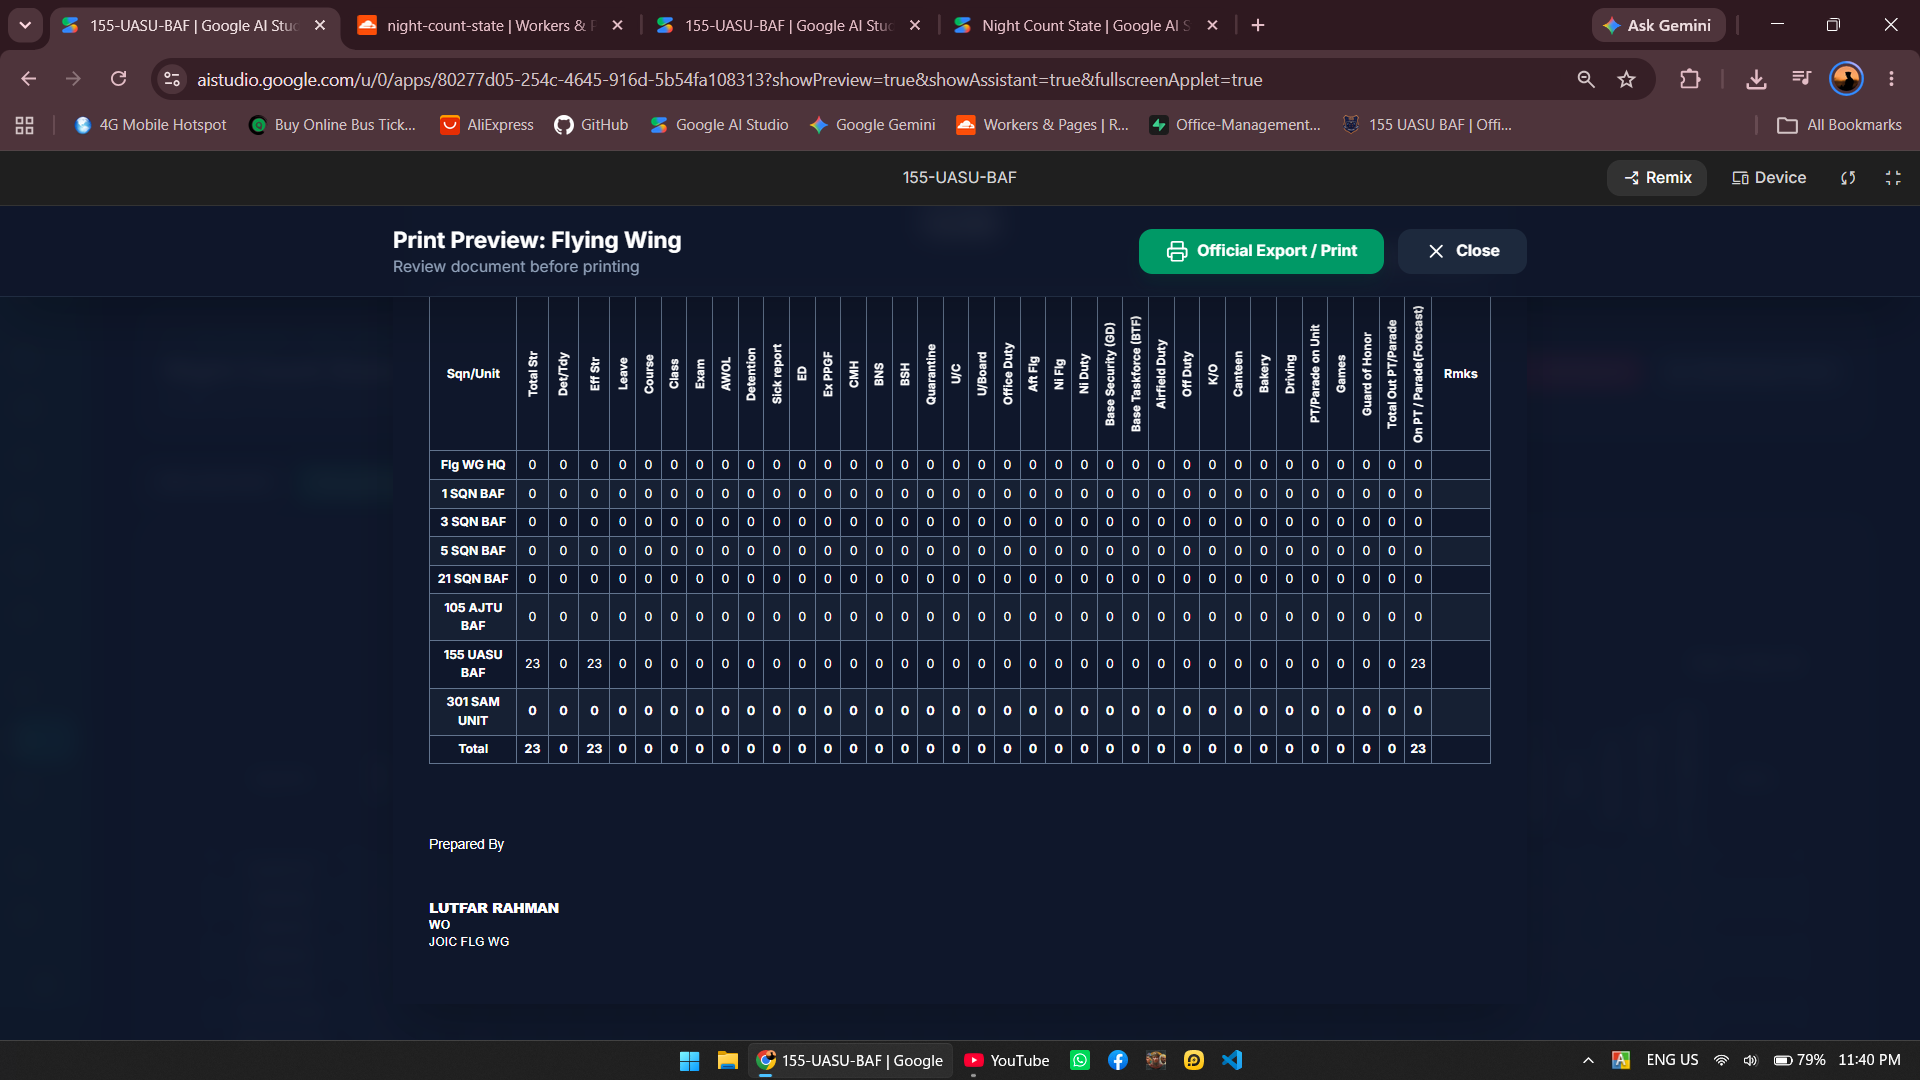 155-UASU-BAF | Google AI Stud
night-count-state | Workers & P
155-UASU-BAF | Google AI Stud
Night Count State | Google AI S
Ask Gemini
aistudio.google.com/u/0/apps/80277d05-254c-4645-916d-5b54fa108313?showPreview=true&showAssistant=true&fullscreenApplet=true
4G Mobile Hotspot
Buy Online Bus Tick...
AliExpress
GitHub
Google AI Studio
Google Gemini
Workers & Pages | R...
Office-Management...
155 UASU BAF | Offi...
All Bookmarks
155-UASU-BAF
Remix
Device
Print Preview: Flying Wing
Review document before printing
Official Export / Print
Close
Sqn/Unit Total Str Det/Tdy Eff Str Leave Course Class Exam AWOL Detention Sick report ED Ex PPGF CMH BNS BSH Quarantine U/C U/Board Office Duty Aft Flg Ni Flg Ni Duty Base Security (GD) Base Taskforce (BTF) Airfield Duty Off Duty K/O Canteen Bakery Driving PT/Parade on Unit Games Guard of Honor Total Out PT/Parade On PT / Parade(Forecast) Rmks
Flg WG HQ 0 0 0 0 0 0 0 0 0 0 0 0 0 0 0 0 0 0 0 0 0 0 0 0 0 0 0 0 0 0 0 0 0 0 0
1 SQN BAF 0 0 0 0 0 0 0 0 0 0 0 0 0 0 0 0 0 0 0 0 0 0 0 0 0 0 0 0 0 0 0 0 0 0 0
3 SQN BAF 0 0 0 0 0 0 0 0 0 0 0 0 0 0 0 0 0 0 0 0 0 0 0 0 0 0 0 0 0 0 0 0 0 0 0
5 SQN BAF 0 0 0 0 0 0 0 0 0 0 0 0 0 0 0 0 0 0 0 0 0 0 0 0 0 0 0 0 0 0 0 0 0 0 0
21 SQN BAF 0 0 0 0 0 0 0 0 0 0 0 0 0 0 0 0 0 0 0 0 0 0 0 0 0 0 0 0 0 0 0 0 0 0 0
105 AJTU
BAF 0 0 0 0 0 0 0 0 0 0 0 0 0 0 0 0 0 0 0 0 0 0 0 0 0 0 0 0 0 0 0 0 0 0 0
155 UASU
BAF 23 0 23 0 0 0 0 0 0 0 0 0 0 0 0 0 0 0 0 0 0 0 0 0 0 0 0 0 0 0 0 0 0 0 23
301 SAM
UNIT 0 0 0 0 0 0 0 0 0 0 0 0 0 0 0 0 0 0 0 0 0 0 0 0 0 0 0 0 0 0 0 0 0 0 0
Total 23 0 23 0 0 0 0 0 0 0 0 0 0 0 0 0 0 0 0 0 0 0 0 0 0 0 0 0 0 0 0 0 0 0 23
Prepared By
LUTFAR RAHMAN
WO
JOIC FLG WG
155-UASU-BAF | Google
YouTube
ENG US
79%
11:40 PM